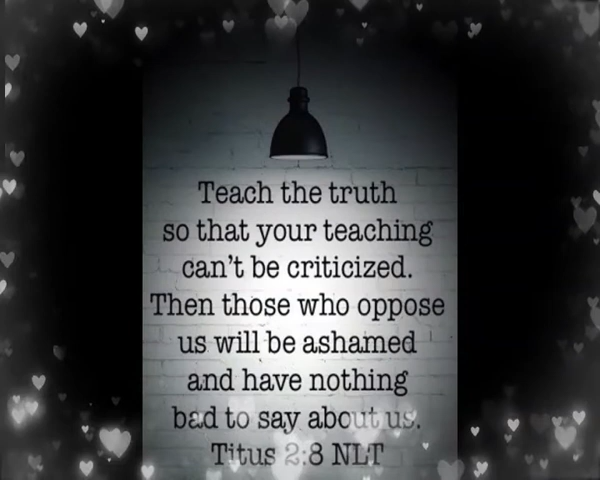 Teach the truth
so that your teaching
can't be criticized.
Then those who oppose
us will be ashamed
and have nothing
bad to say about us.
Titus 2:8 NLT